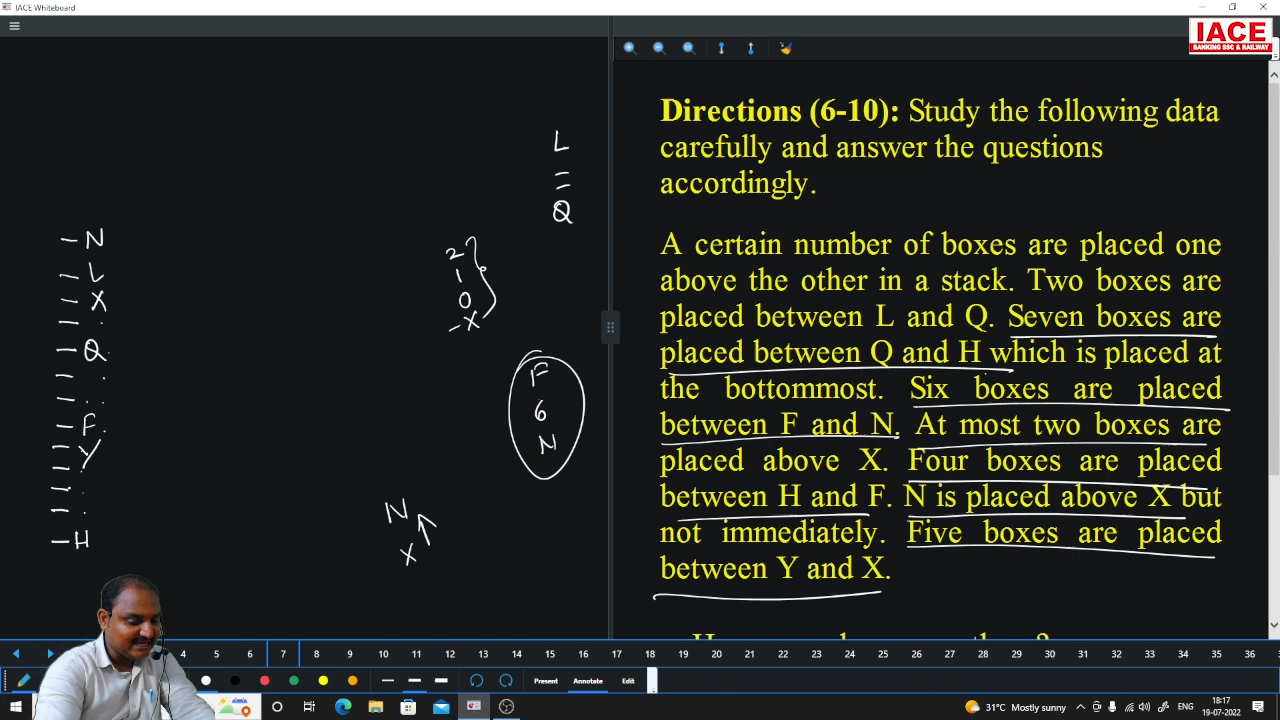 IACE Whiteboard
IACE
BANKING SSC & RAILWAY
Directions (6-10): Study the following data
carefully and answer the questions
accordingly.
A certain number of boxes are placed one
above the other in a stack. Two boxes are
placed between L and Q. Seven boxes are
placed between Q and H which is placed at
the bottommost. Six boxes are placed
between F and N. At most two boxes are
placed above X. Four boxes are placed
between H and F. N is placed above X but
not immediately. Five boxes are placed
between Y and X.
L
=
Q
2
1
0
-X
F
6
N
N
X
- N
- L
- X
- .
- Q
- .
- .
- F
- Y
- .
- .
- .
- H
4 5 6 7 8 9 10 11 12 13 14 15 16 17 18 19 20 21 22 23 24 25 26 27 28 29 30 31 32 33 34 35 36
Present Annotate Edit
31°C Mostly sunny ENG 18:17
19-07-2022